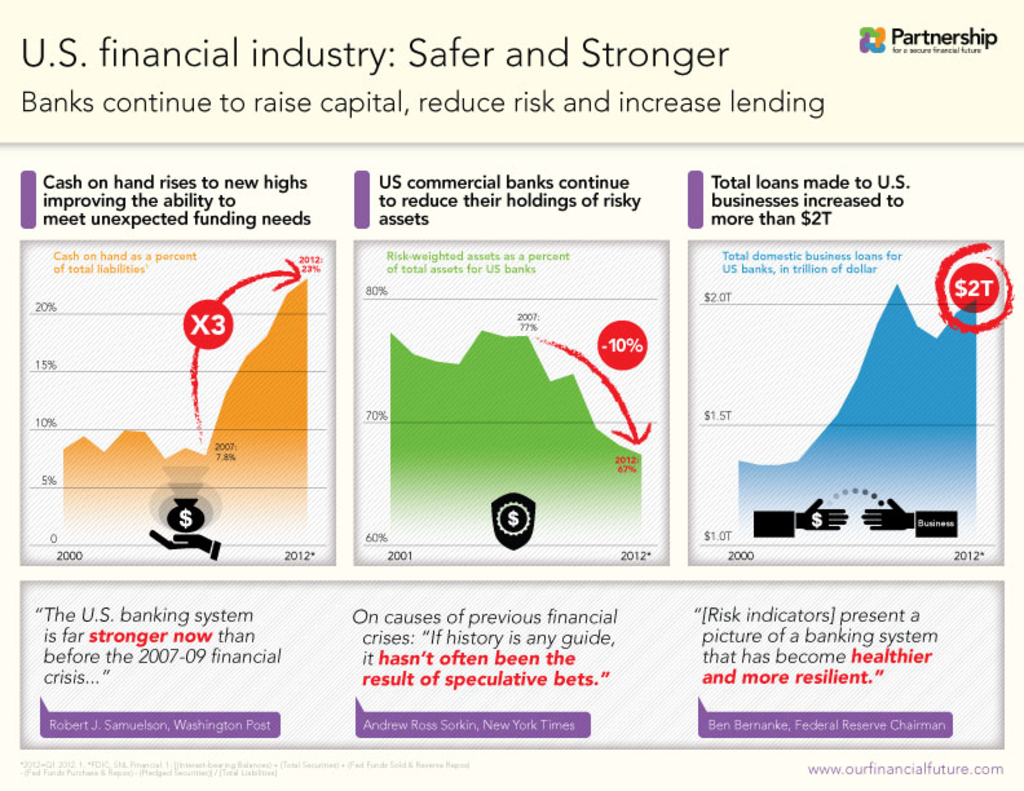 U.S. financial industry: Safer and Stronger
Banks continue to raise capital, reduce risk and increase lending
Partnership
for a secure financial future
Cash on hand rises to new highs
improving the ability to
meet unexpected funding needs
Cash on hand as a percent
of total liabilities¹
2012:
23%
X3
20%
15%
10%
5%
0
2007:
7.8%
$
2000
2012*
US commercial banks continue
to reduce their holdings of risky
assets
Risk-weighted assets as a percent
of total assets for US banks
80%
70%
60%
2007:
77%
-10%
2012:
67%
$
2001
2012*
Total loans made to U.S.
businesses increased to
more than $2T
Total domestic business loans for
US banks, in trillion of dollar
$2T
$2.0T
$1.5T
$1.0T
$
Business
2000
2012*
“The U.S. banking system
is far stronger now than
before the 2007-09 financial
crisis...”
Robert J. Samuelson, Washington Post
On causes of previous financial
crises: “If history is any guide,
it hasn’t often been the
result of speculative bets.”
Andrew Ross Sorkin, New York Times
“[Risk indicators] present a
picture of a banking system
that has become healthier
and more resilient.”
Ben Bernanke, Federal Reserve Chairman
*2012=Q1 2012. 1. *FDIC, SNL Financial 1: [(Interest-bearing Balances) + (Total Securities) + (Fed Funds Sold & Reverse Repos)
- (Fed Funds Purchase & Repos) - (Pledged Securities)] / [Total Liabilities]
www.ourfinancialfuture.com